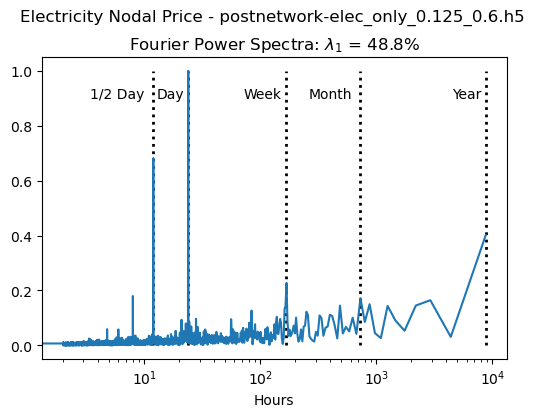 Electricity Nodal Price - postnetwork-elec_only_0.125_0.6.h5
Fourier Power Spectra: λ₁ = 48.8%
1.0
1/2 Day Day Week Month Year
0.8
0.6
0.4
0.2
0.0
10¹ 10² 10³ 10⁴
Hours